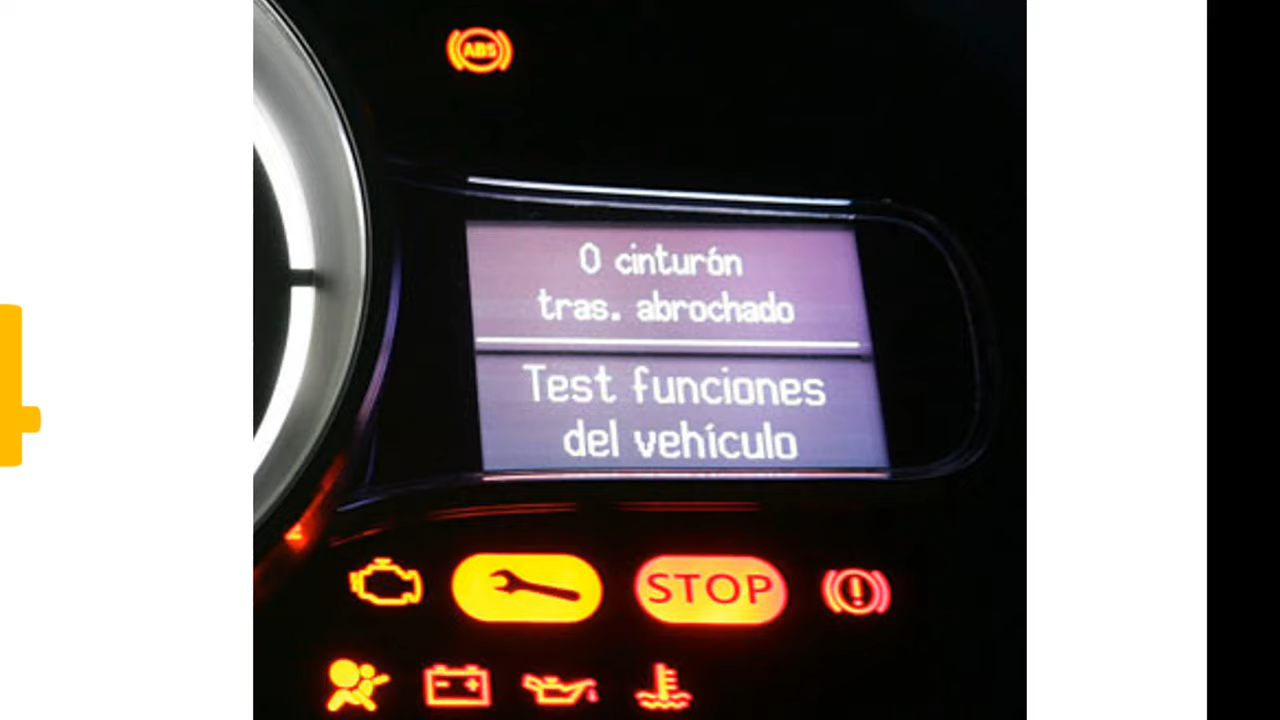 ABS
0 cinturón
tras. abrochado
Test funciones
del vehículo
STOP